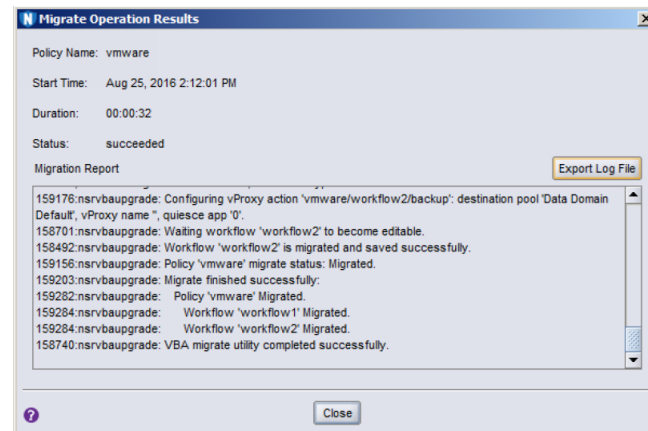 Migrate Operation Results
Policy Name: vmware
Start Time: Aug 25, 2016 2:12:01 PM
Duration: 00:00:32
Status: succeeded
Migration Report
Export Log File
159176:nsrvbaupgrade: Configuring vProxy action 'vmware/workflow2/backup': destination pool 'Data Domain
Default', vProxy name '', quiesce app '0'.
158701:nsrvbaupgrade: Waiting workflow 'workflow2' to become editable.
158492:nsrvbaupgrade: Workflow 'workflow2' is migrated and saved successfully.
159156:nsrvbaupgrade: Policy 'vmware' migrate status: Migrated.
159203:nsrvbaupgrade: Migrate finished successfully:
159282:nsrvbaupgrade: Policy 'vmware' Migrated.
159284:nsrvbaupgrade: Workflow 'workflow1' Migrated.
159284:nsrvbaupgrade: Workflow 'workflow2' Migrated.
158740:nsrvbaupgrade: VBA migrate utility completed successfully.
?
Close